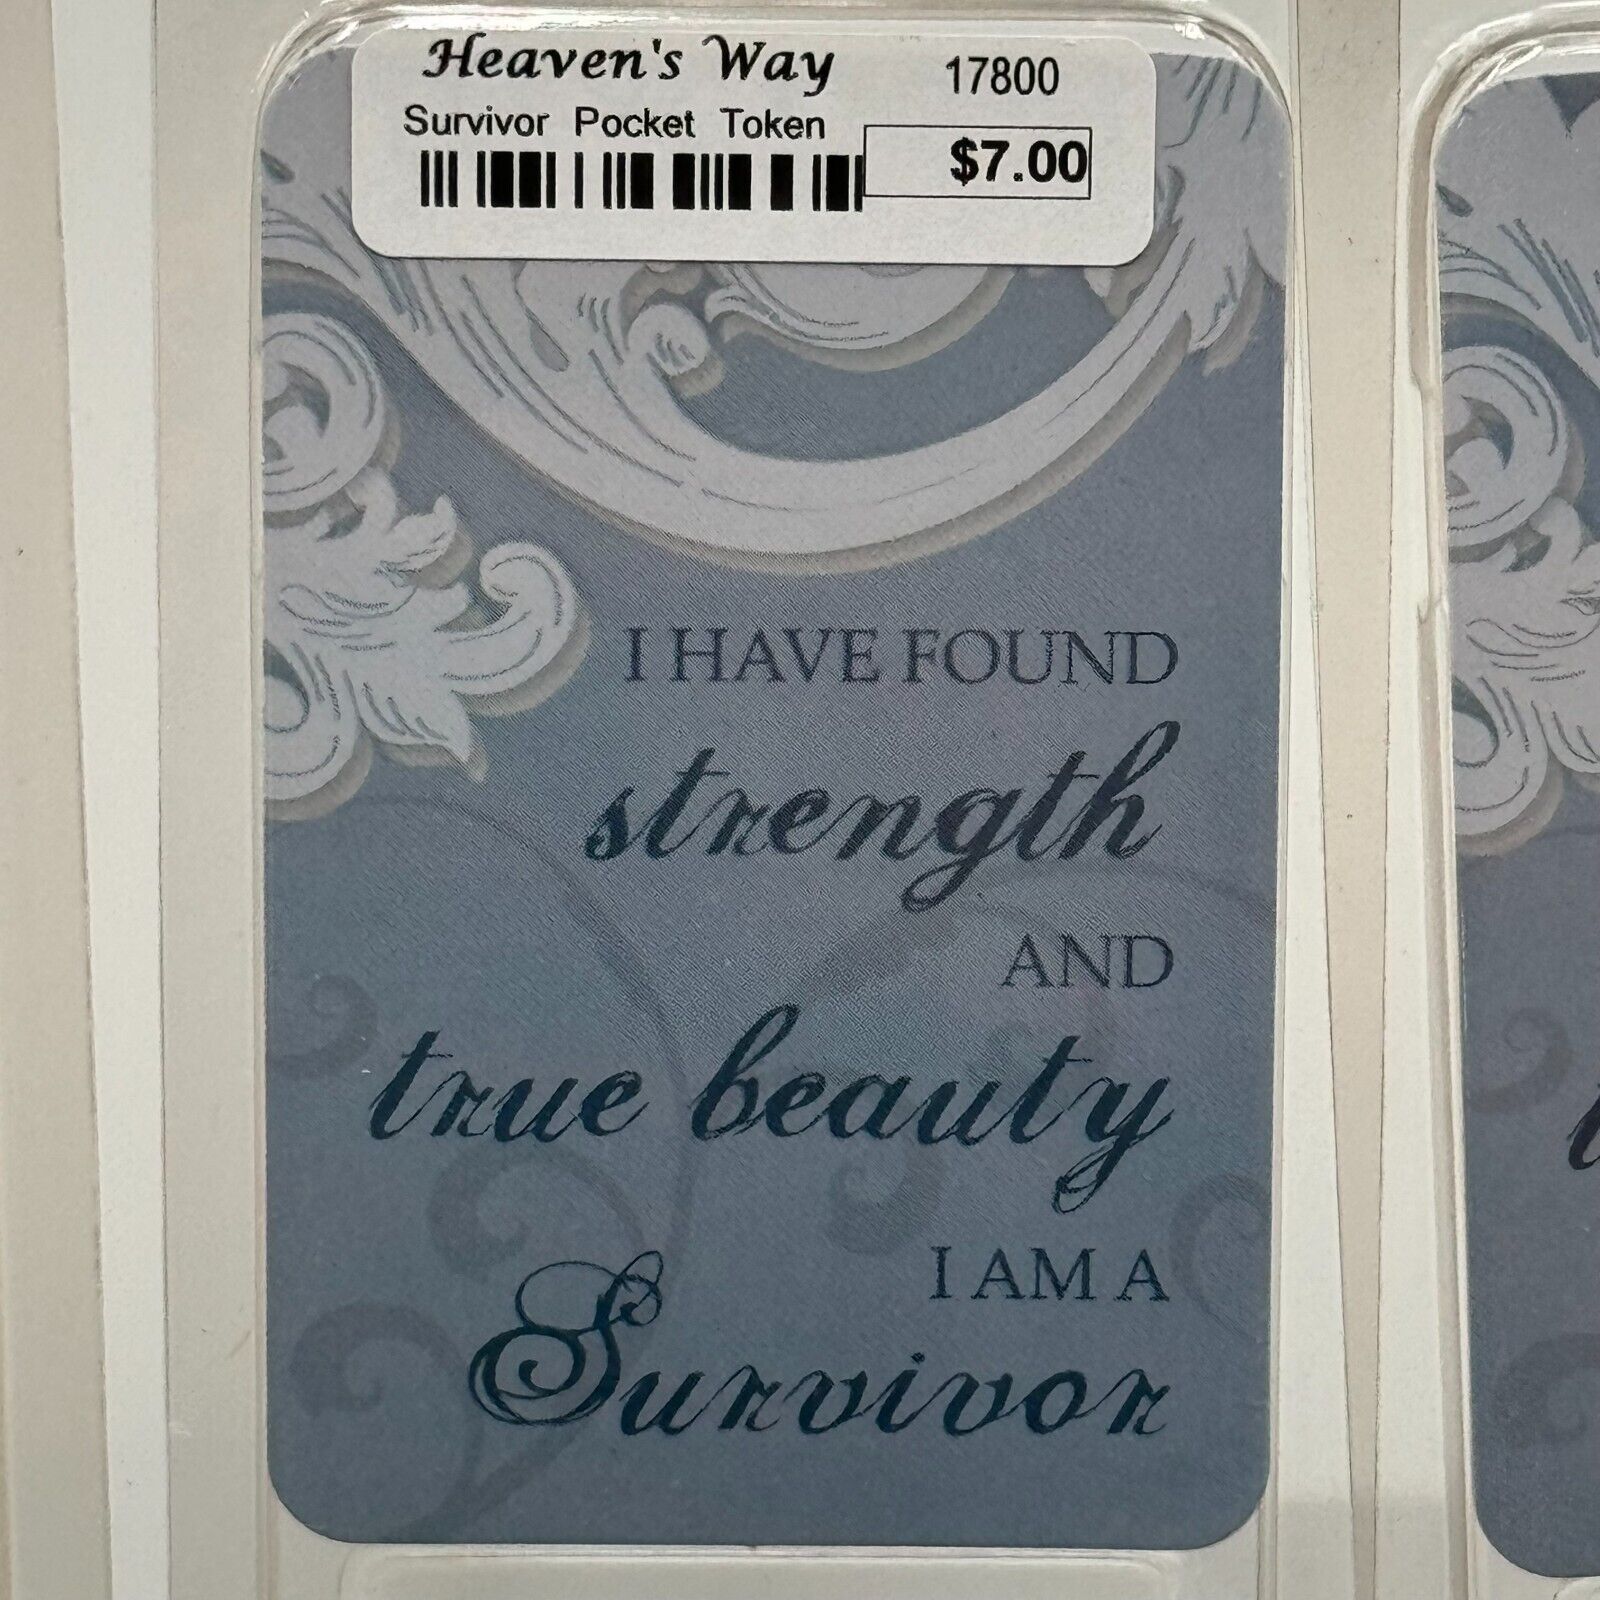 Heaven's Way 17800
Survivor Pocket Token
$7.00
I HAVE FOUND
strength
AND
true beauty
I AM A
Survivor